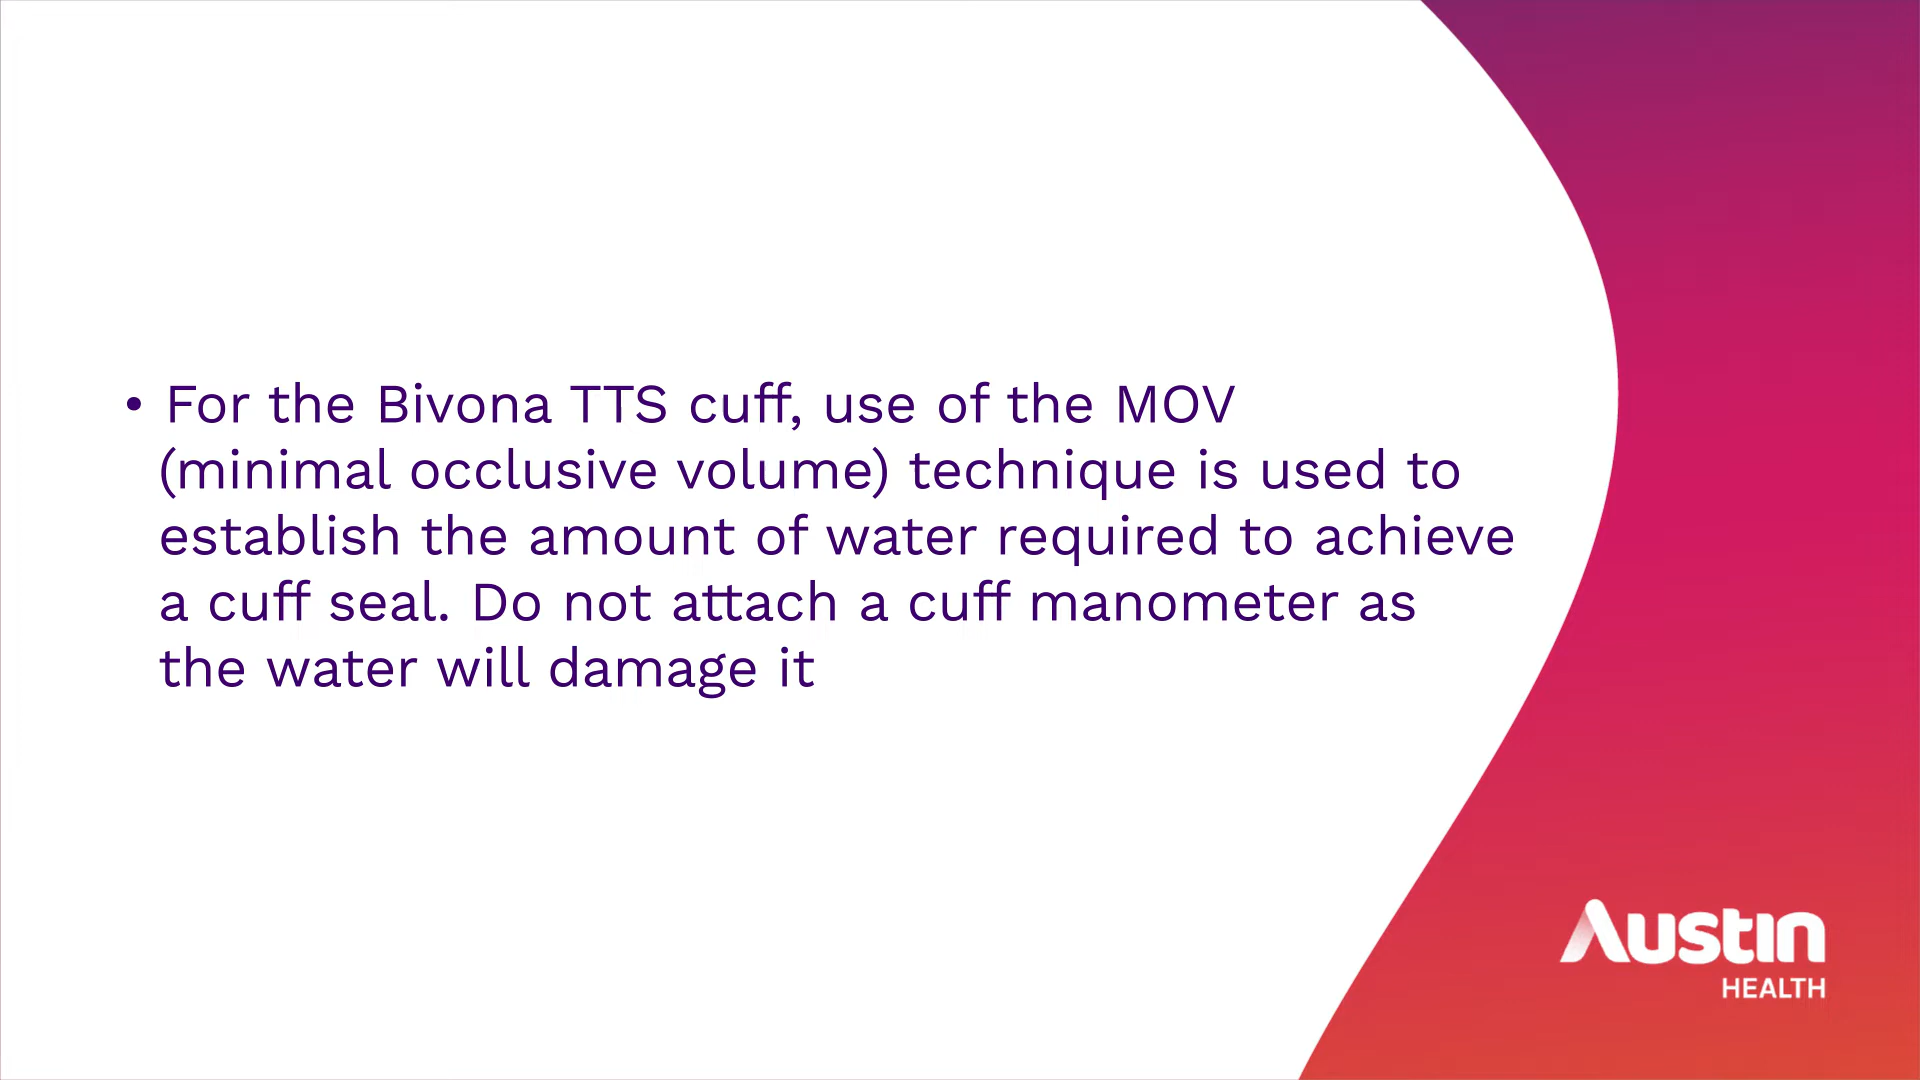 • For the Bivona TTS cuff, use of the MOV
(minimal occlusive volume) technique is used to
establish the amount of water required to achieve
a cuff seal. Do not attach a cuff manometer as
the water will damage it
Austin
HEALTH